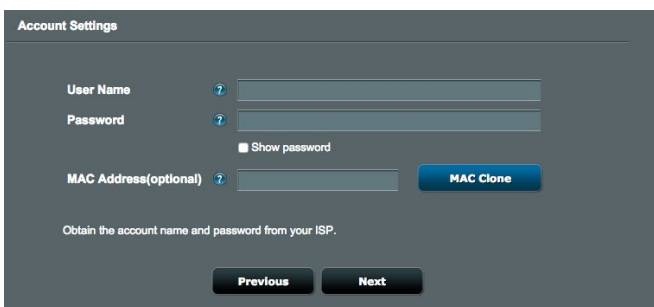 Account Settings
User Name ?
Password ?
Show password
MAC Address(optional) ? MAC Clone
Obtain the account name and password from your ISP.
Previous Next